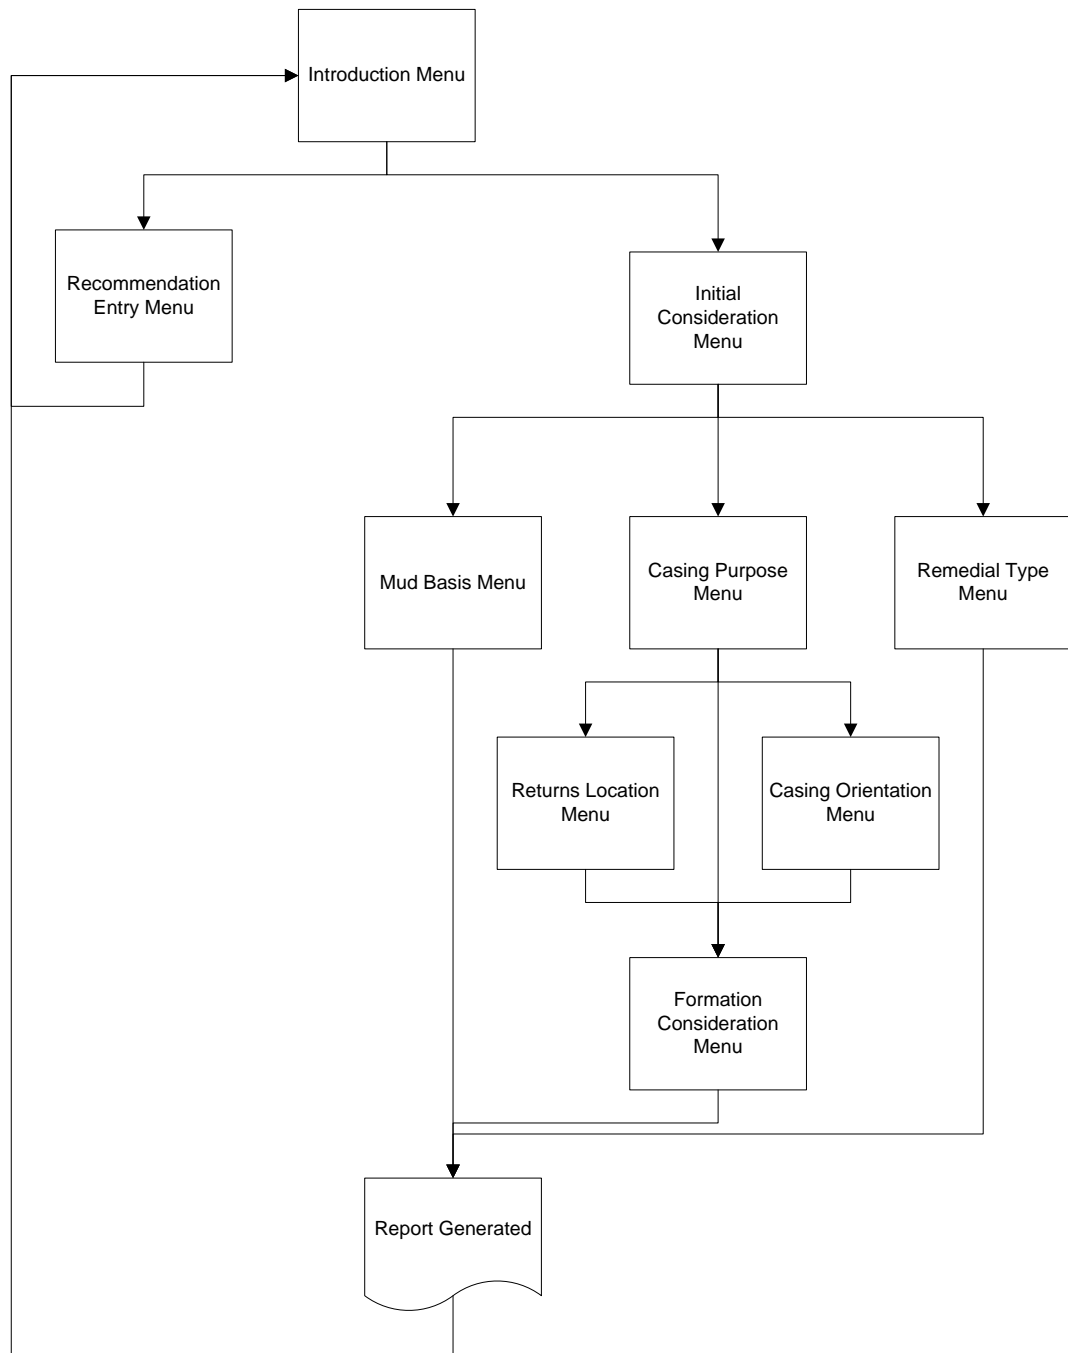 Introduction Menu
Recommendation
Entry Menu
Initial
Consideration
Menu
Mud Basis Menu
Casing Purpose
Menu
Remedial Type
Menu
Returns Location
Menu
Casing Orientation
Menu
Formation
Consideration
Menu
Report Generated